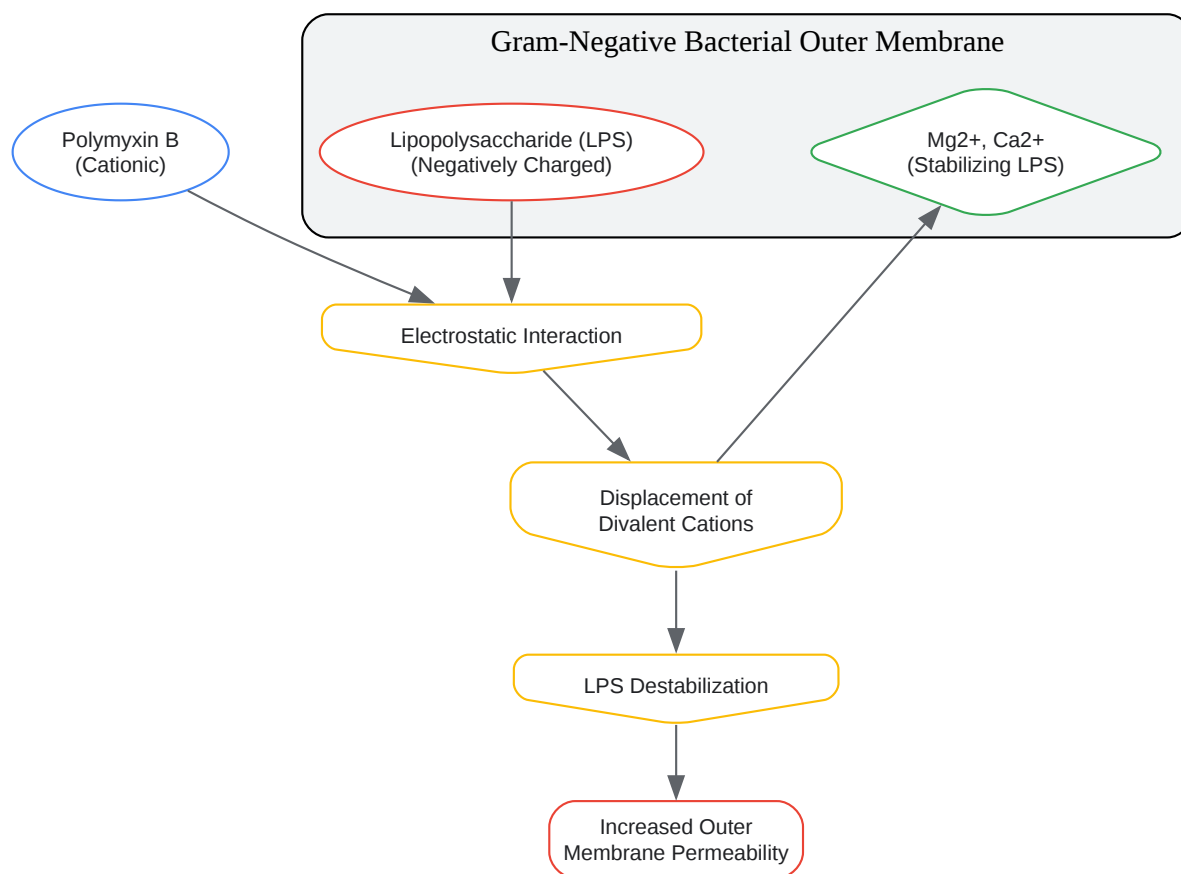 Gram-Negative Bacterial Outer Membrane
Polymyxin B
(Cationic)
Lipopolysaccharide (LPS)
(Negatively Charged)
Mg2+, Ca2+
(Stabilizing LPS)
Electrostatic Interaction
Displacement of
Divalent Cations
LPS Destabilization
Increased Outer
Membrane Permeability